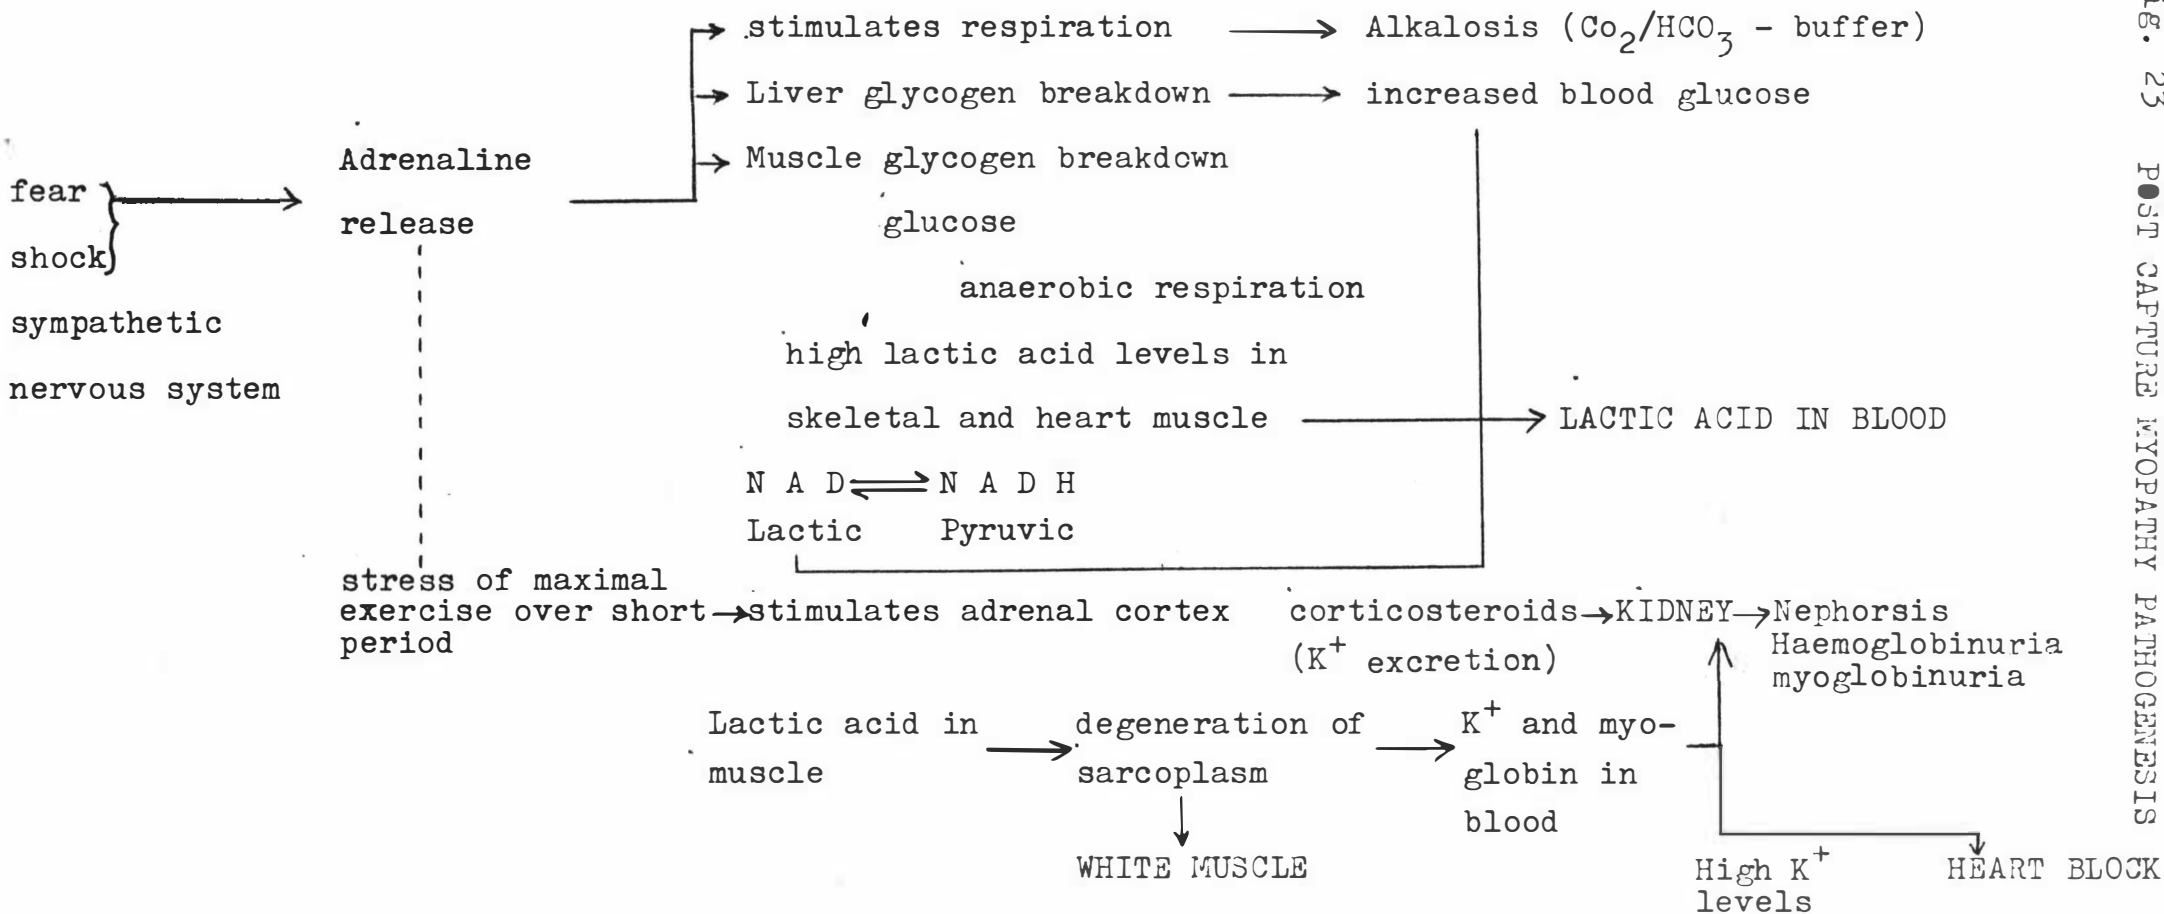 fig. 23 POST CAPTURE MYOPATHY PATHOGENESIS
fear
shock
sympathetic
nervous system
Adrenaline
release
stimulates respiration → Alkalosis (Co₂/HCO₃ - buffer)
Liver glycogen breakdown → increased blood glucose
Muscle glycogen breakdown
glucose
anaerobic respiration
high lactic acid levels in
skeletal and heart muscle → LACTIC ACID IN BLOOD
N A D ⇌ N A D H
Lactic Pyruvic
stress of maximal
exercise over short → stimulates adrenal cortex
period
corticosteroids → KIDNEY → Nephorsis
(K⁺ excretion)
Haemoglobinuria
myoglobinuria
Lactic acid in
muscle
degeneration of
sarcoplasm
WHITE MUSCLE
K⁺ and myo-
globin in
blood
High K⁺
levels
HEART BLOCK